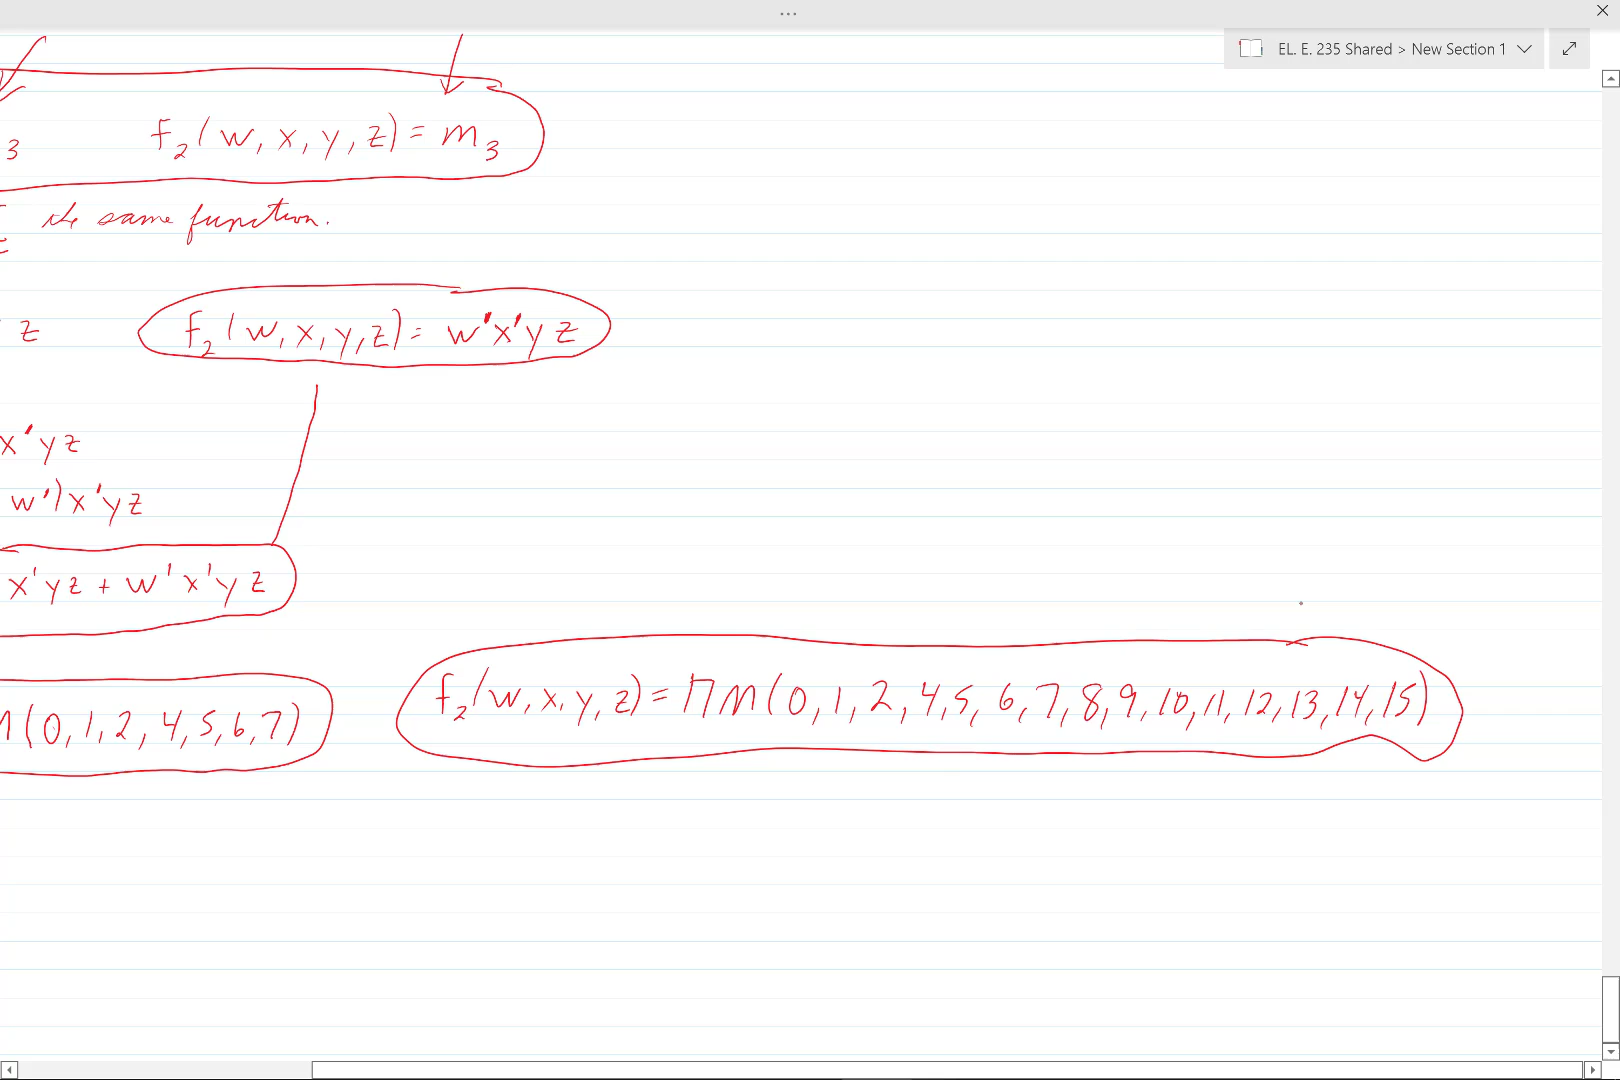 EL. E. 235 Shared > New Section 1
3 f₂(w, x, y, z) = m₃
the same function.
z f₂(w, x, y, z) = w'x'yz
x'yz
w')x'yz
x'yz + w'x'yz
M(0,1,2,4,5,6,7) f₂(w,x,y,z) = ΠM(0,1,2,4,5,6,7,8,9,10,11,12,13,14,15)